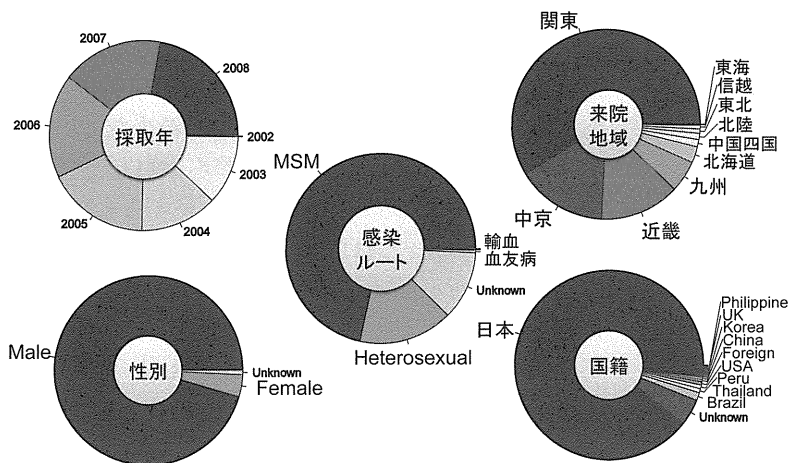 2007
2008
2006
2002
2003
2005
2004
採取年
関東
東海
信越
東北
北陸
中国四国
北海道
九州
近畿
中京
来院
地域
MSM
輸血
血友病
Unknown
Heterosexual
感染
ルート
Male
Unknown
Female
性別
日本
Philippine
UK
Korea
China
Foreign
USA
Peru
Thailand
Brazil
Unknown
国籍